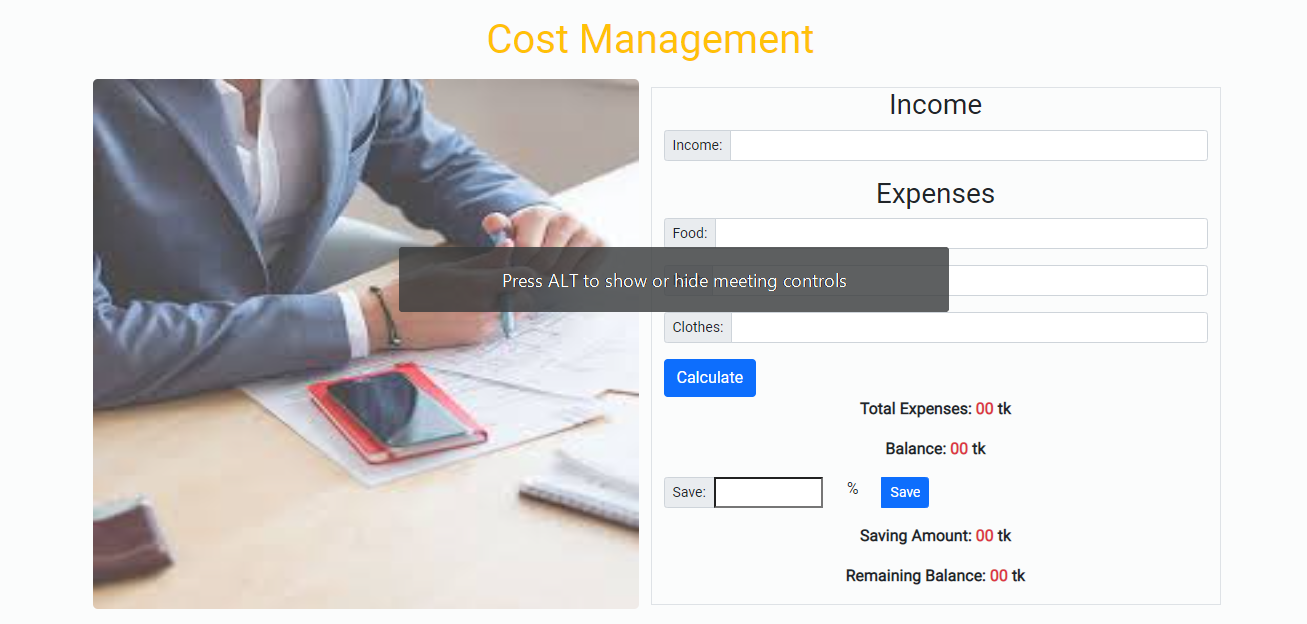 Cost Management
Income
Income:
Expenses
Food:
Press ALT to show or hide meeting controls
Clothes:
Calculate
Total Expenses: 00 tk
Balance: 00 tk
Save:
%
Save
Saving Amount: 00 tk
Remaining Balance: 00 tk